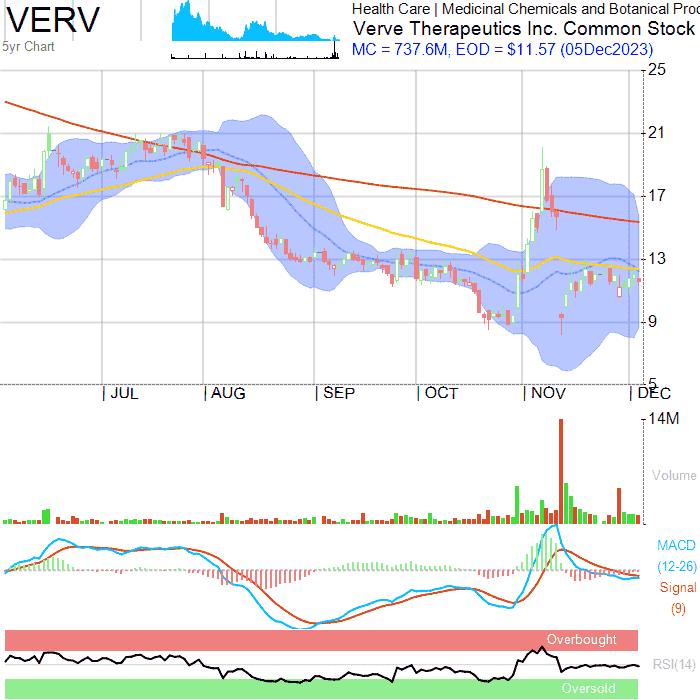 VERV
5yr Chart
Health Care | Medicinal Chemicals and Botanical Proc
Verve Therapeutics Inc. Common Stock
MC = 737.6M, EOD = $11.57 (05Dec2023)
25
21
17
13
9
5
| JUL
| AUG
| SEP
| OCT
| NOV
| DEC
14M
Volume
MACD
(12-26)
Signal
(9)
Overbought
RSI(14)
Oversold